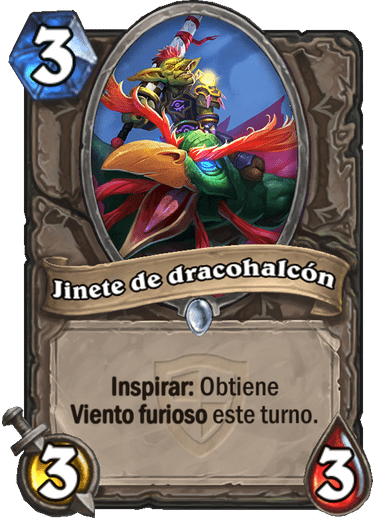 3
Jinete de dracohalcón
Inspirar: Obtiene
Viento furioso este turno.
3
3